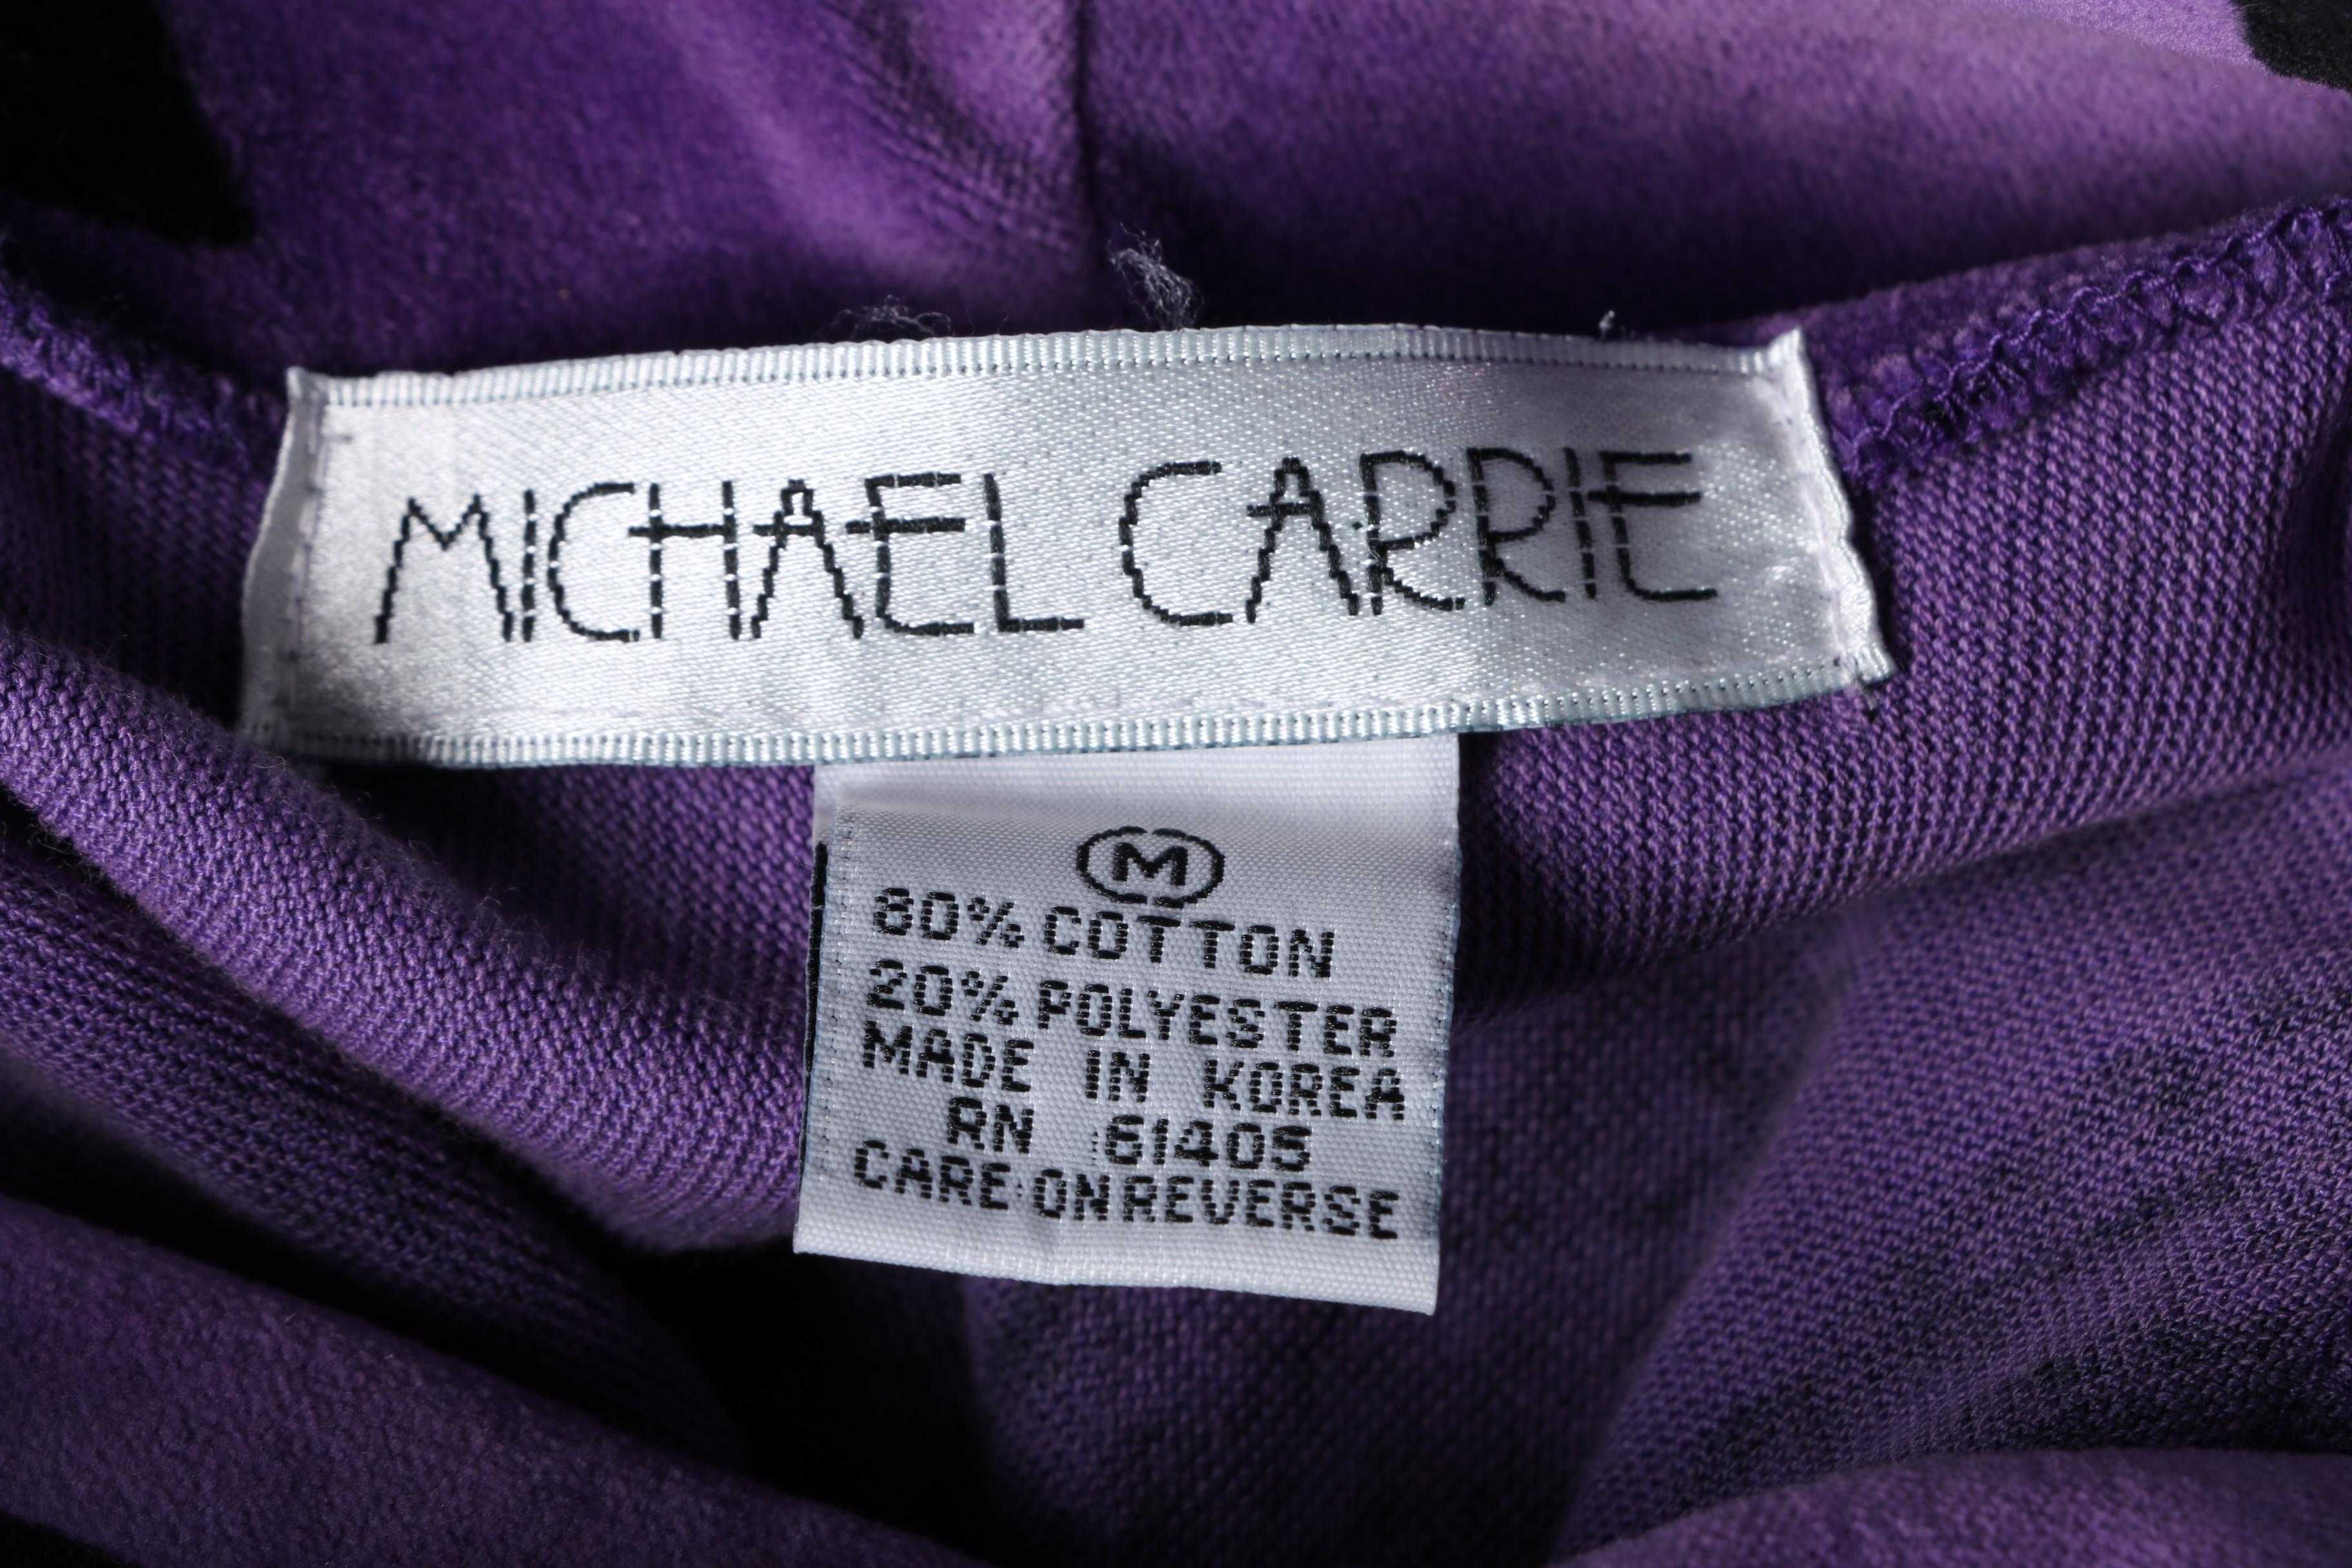 MICHAEL CARRIE
M
80% COTTON
20% POLYESTER
MADE IN KOREA
RN 61405
CARE:ON REVERSE